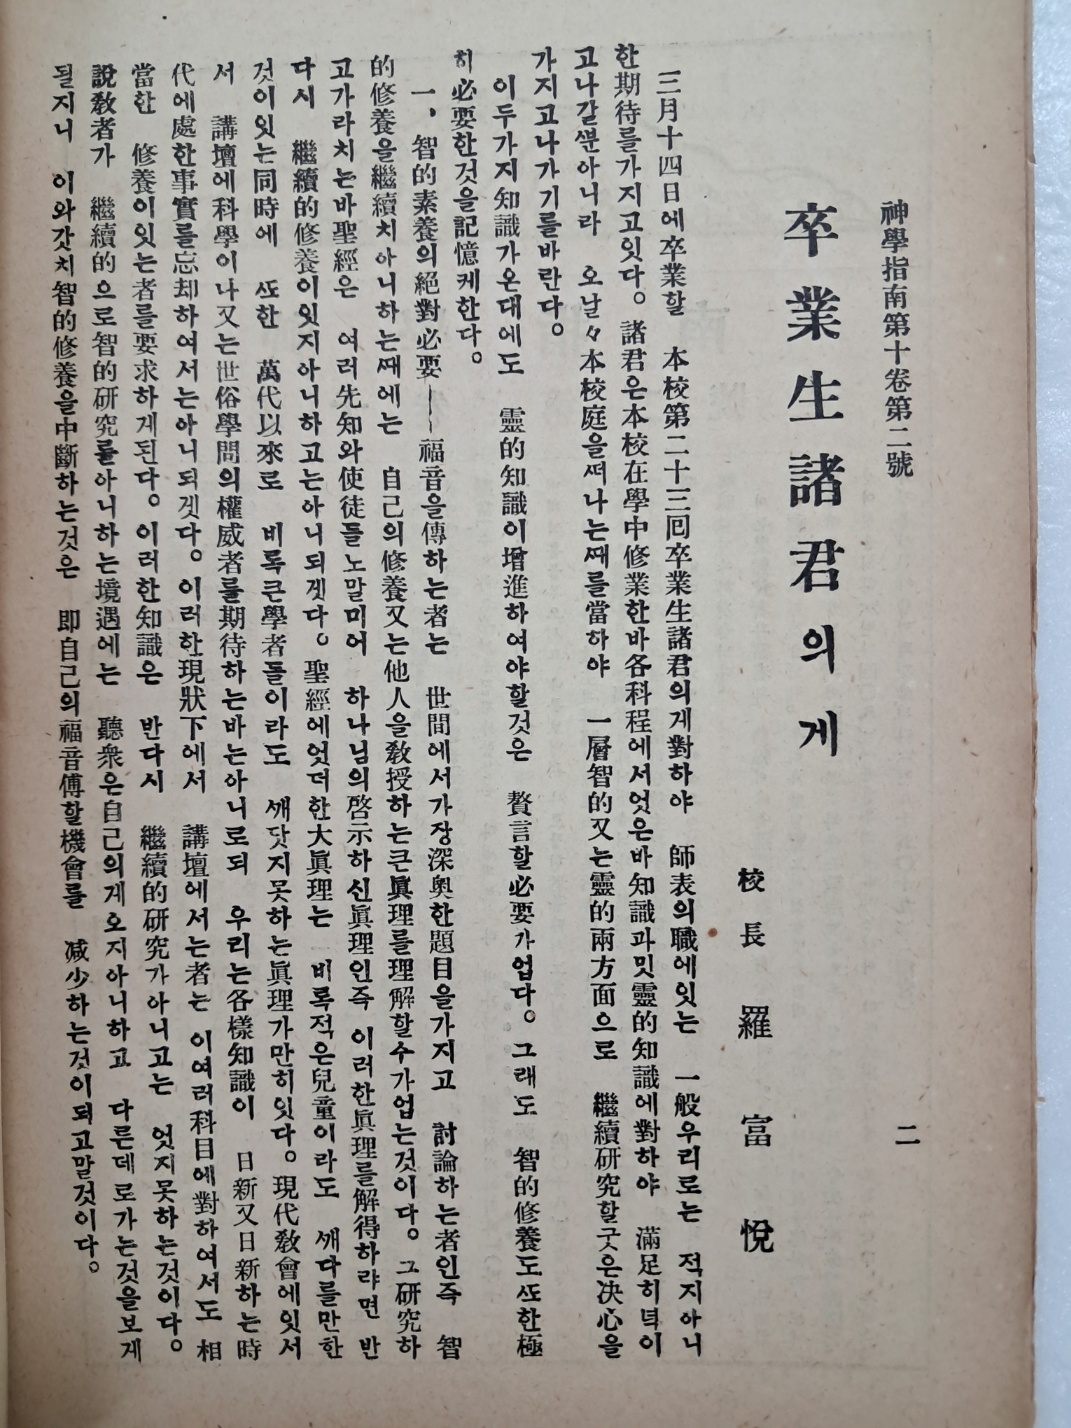 神學指南第十卷第二號
二
卒業生諸君의게
校長 羅富悅
三月十四日에卒業할 本校第二十三回卒業生諸君의게對하야 師表의職에잇는 一般우리로는 적지아니
한期待를가지고잇다。諸君은本校在學中修業한바各科程에서엇은바知識과밋靈的知識에對하야 滿足히녁이
고나갈ᄲᅮᆫ아니라 오날々本校庭을ᄯᅥ나는ᄯᅢ를當하야 一層智的又는靈的兩方面으로 繼續硏究할굿은决心을
가지고나가기를바란다。
이두가지知識가온대에도 靈的知識이增進하여야할것은 贅言할必要가업다。그래도 智的修養도ᄯᅩ한極
히必要한것을記憶케한다。
一，智的素養의絕對必要――福音을傳하는者는 世間에서가장深奧한題目을가지고 討論하는者인즉 智
的修養을繼續치아니하는ᄯᅢ에는 自己의修養又는他人을敎授하는큰眞理를理解할수가업는것이다。그硏究하
고가라치는바聖經은 여러先知와使徒들노말미어 하나님의啓示하신眞理인즉 이러한眞理를解得하랴면 반
다시 繼續的修養이잇지아니하고는아니되겟다。聖經에엇더한大眞理는 비록적은兒童이라도 ᄭᅢ다를만한
것이잇는同時에 ᄯᅩ한 萬代以來로 비록큰學者들이라도 ᄭᅢ닷지못하는眞理가만히잇다。現代敎會에잇서
서 講壇에科學이나又는世俗學問의權威者를期待하는바는아니로되 우리는各樣知識이 日新又日新하는時
代에處한事實를忘却하여서는아니되겟다。이러한現狀下에서 講壇에서는者는 이여러科目에對하여서도 相
當한 修養이잇는者를要求하게된다。이러한知識은 반다시 繼續的硏究가아니고는 엇지못하는것이다。
說敎者가 繼續的으로智的硏究를아니하는境遇에는 聽衆은自己의게오지아니하고 다른데로가는것을보게
될지니 이와갓치智的修養을中斷하는것은 即自己의福音傳할機會를 减少하는것이되고말것이다。